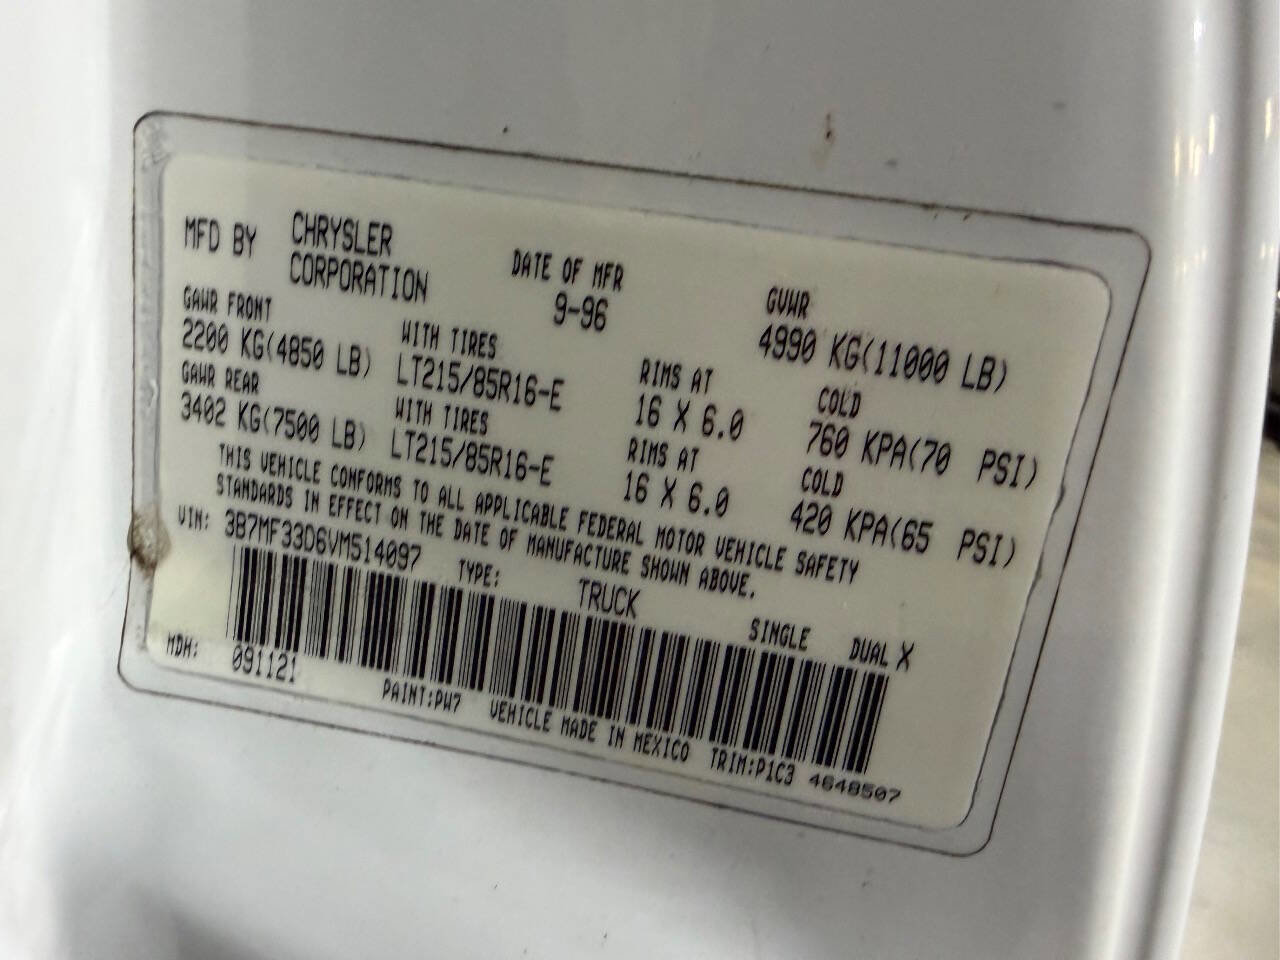 MFD BY CHRYSLER CORPORATION DATE OF MFR 9-96 GVWR 4990 KG(11000 LB)
GAWR FRONT WITH TIRES RIMS AT COLD
2200 KG(4850 LB) LT215/85R16-E 16 X 6.0 760 KPA(70 PSI)
GAWR REAR WITH TIRES RIMS AT COLD
3402 KG(7500 LB) LT215/85R16-E 16 X 6.0 420 KPA(65 PSI)
THIS VEHICLE CONFORMS TO ALL APPLICABLE FEDERAL MOTOR VEHICLE SAFETY
STANDARDS IN EFFECT ON THE DATE OF MANUFACTURE SHOWN ABOVE.
VIN: 3B7MF33D6VM514097 TYPE: TRUCK SINGLE DUAL X
MDH: 091121 PAINT:PW7 VEHICLE MADE IN MEXICO TRIM:P1C3 4648507